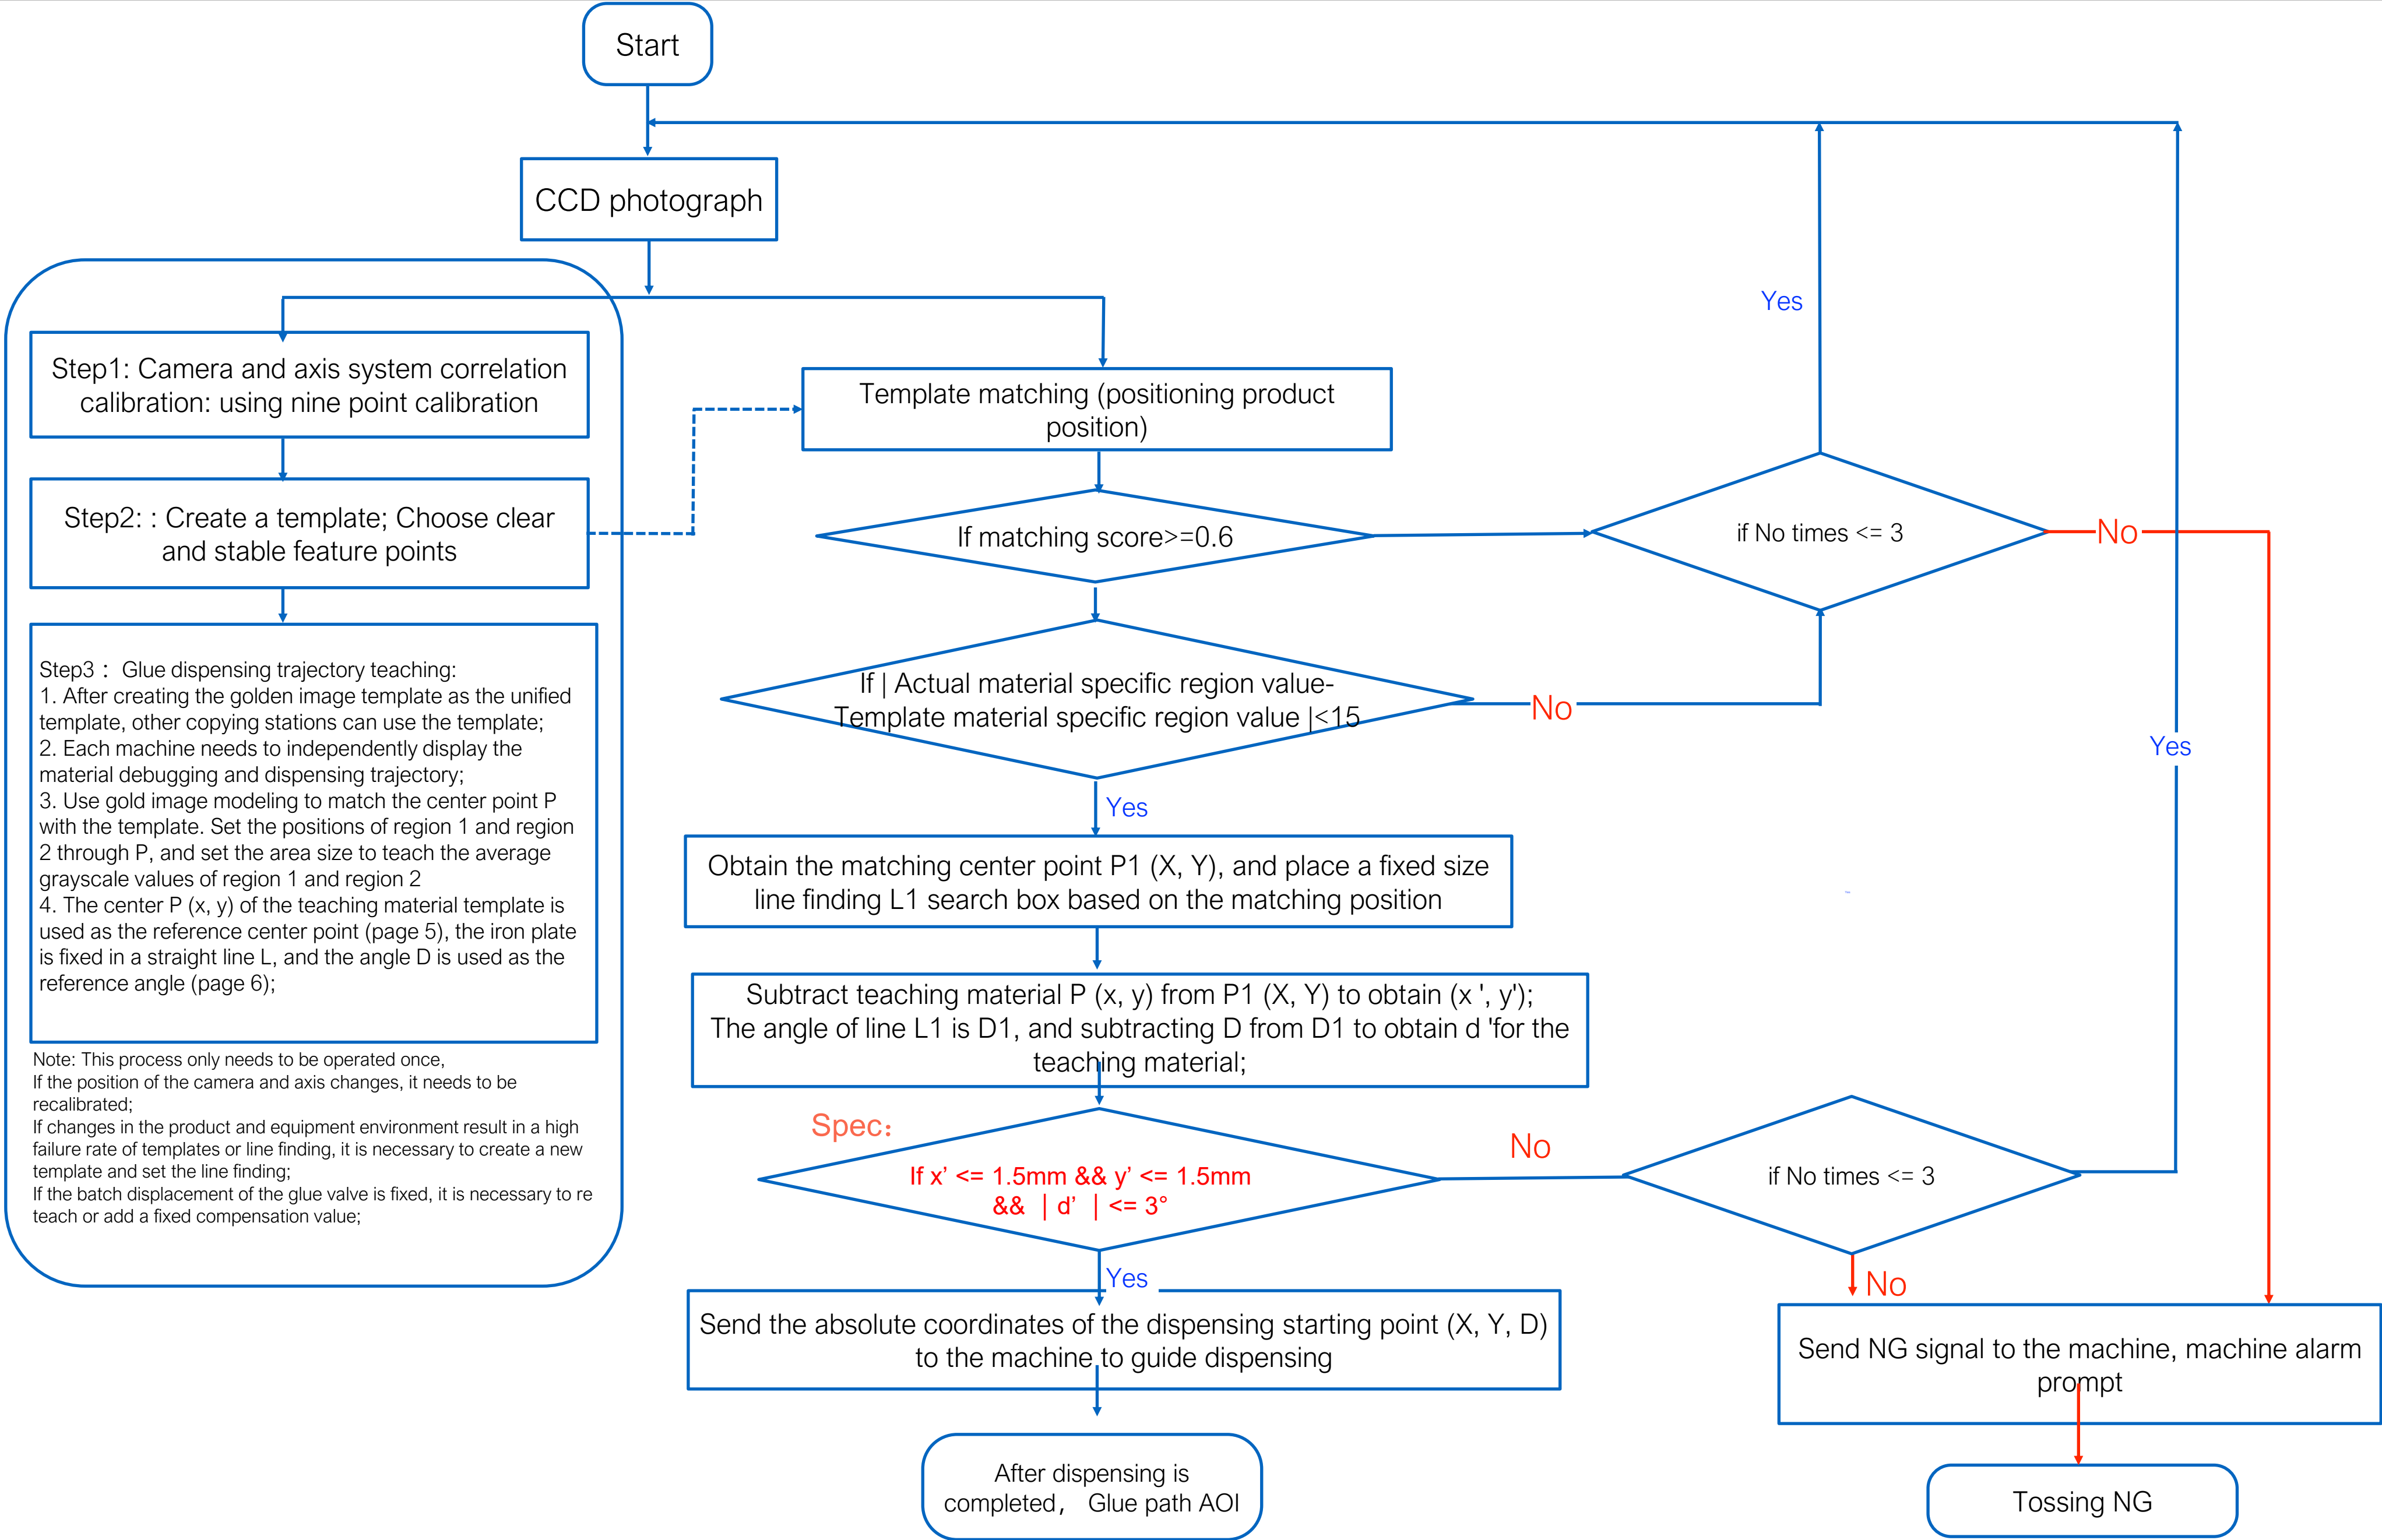 Start
CCD photograph
Yes
Step1: Camera and axis system correlation
calibration: using nine point calibration
Template matching (positioning product
position)
Step2: : Create a template; Choose clear
and stable feature points
If matching score>=0.6
if No times <= 3
No
Step3： Glue dispensing trajectory teaching:
1. After creating the golden image template as the unified
template, other copying stations can use the template;
2. Each machine needs to independently display the
material debugging and dispensing trajectory;
3. Use gold image modeling to match the center point P
with the template. Set the positions of region 1 and region
2 through P, and set the area size to teach the average
grayscale values of region 1 and region 2
4. The center P (x, y) of the teaching material template is
used as the reference center point (page 5), the iron plate
is fixed in a straight line L, and the angle D is used as the
reference angle (page 6);
If | Actual material specific region value-
Template material specific region value |<15
No
Yes
Yes
Obtain the matching center point P1 (X, Y), and place a fixed size
line finding L1 search box based on the matching position
Subtract teaching material P (x, y) from P1 (X, Y) to obtain (x ', y');
The angle of line L1 is D1, and subtracting D from D1 to obtain d 'for the
teaching material;
Note: This process only needs to be operated once,
If the position of the camera and axis changes, it needs to be
recalibrated;
If changes in the product and equipment environment result in a high
failure rate of templates or line finding, it is necessary to create a new
template and set the line finding;
If the batch displacement of the glue valve is fixed, it is necessary to re
teach or add a fixed compensation value;
Spec：
If x’ <= 1.5mm && y’ <= 1.5mm
&& | d’ | <= 3°
No
if No times <= 3
Yes
No
Send the absolute coordinates of the dispensing starting point (X, Y, D)
to the machine to guide dispensing
Send NG signal to the machine, machine alarm
prompt
After dispensing is
completed， Glue path AOI
Tossing NG